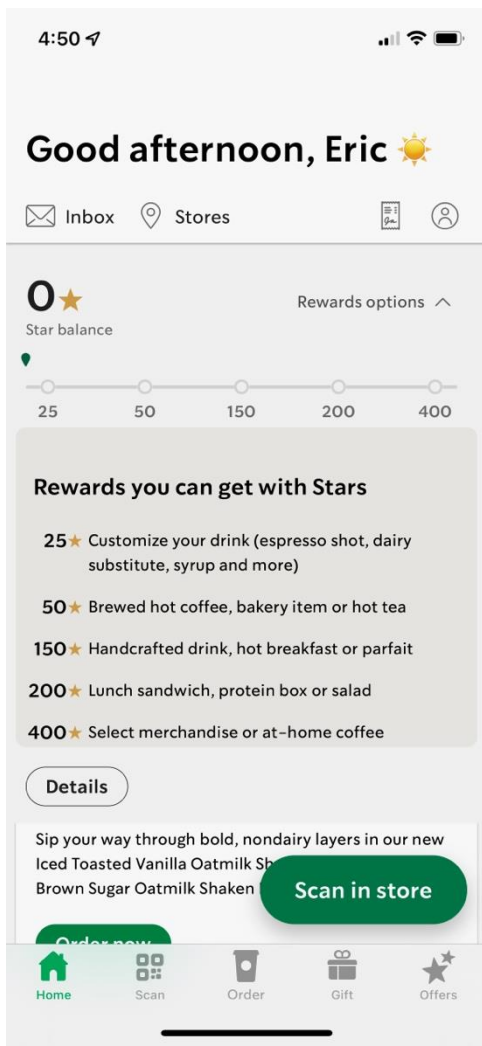 4:50
Good afternoon, Eric
Inbox
Stores
0
Rewards options
Star balance
25 50 150 200 400
Rewards you can get with Stars
25★ Customize your drink (espresso shot, dairy
substitute, syrup and more)
50★ Brewed hot coffee, bakery item or hot tea
150★ Handcrafted drink, hot breakfast or parfait
200★ Lunch sandwich, protein box or salad
400★ Select merchandise or at-home coffee
Details
Sip your way through bold, nondairy layers in our new
Iced Toasted Vanilla Oatmilk
Brown Sugar Oatmilk Shaken
Scan in store
Order now
Home Scan Order Gift Offers